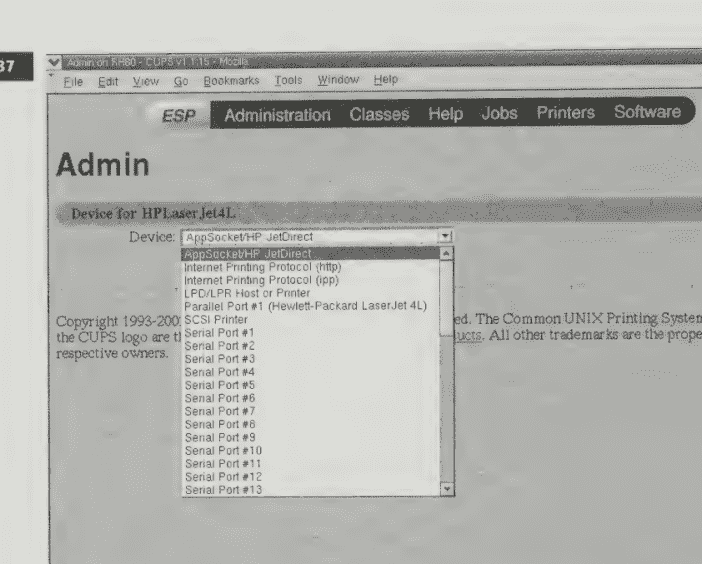 37
Admin on KH80 - CUPS v1.1.15 - Mozilla
File Edit View Go Bookmarks Tools Window Help
ESP Administration Classes Help Jobs Printers Software
Admin
Device for HPLaserJet4L
Device: AppSocket/HP JetDirect
AppSocket/HP JetDirect
Internet Printing Protocol (http)
Internet Printing Protocol (ipp)
LPD/LPR Host or Printer
Parallel Port #1 (Hewlett-Packard LaserJet 4L)
SCSI Printer
Serial Port #1
Serial Port #2
Serial Port #3
Serial Port #4
Serial Port #5
Serial Port #6
Serial Port #7
Serial Port #8
Serial Port #9
Serial Port #10
Serial Port #11
Serial Port #12
Serial Port #13
Copyright 1993-200 ed. The Common UNIX Printing System
the CUPS logo are t ucts. All other trademarks are the prope
respective owners.